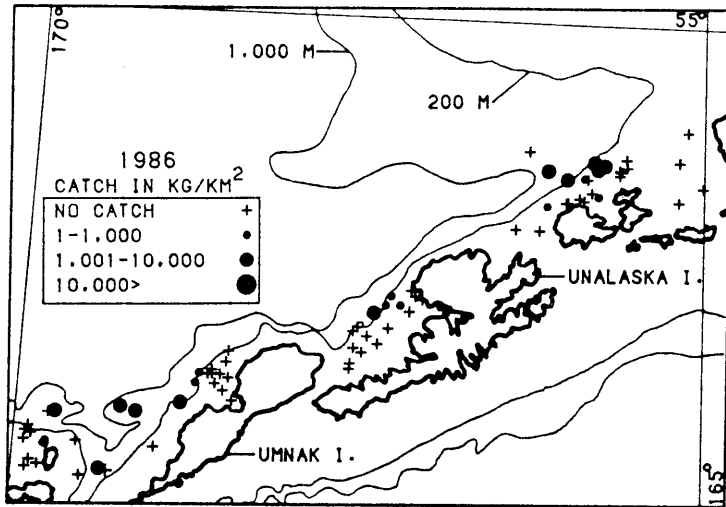 170°
55°
1.000 M
200 M
1986
CATCH IN KG/KM²
NO CATCH +
1-1.000
1.001-10.000
10.000>
UNALASKA I.
UMNAK I.
165°